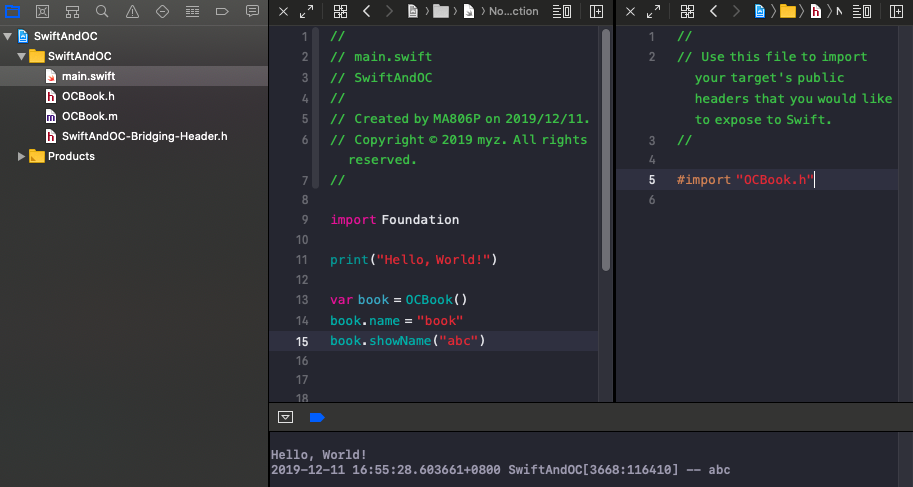 SwiftAndOC
SwiftAndOC
main.swift
OCBook.h
OCBook.m
SwiftAndOC-Bridging-Header.h
Products
No...ction
1 //
2 // main.swift
3 // SwiftAndOC
4 //
5 // Created by MA806P on 2019/12/11.
6 // Copyright © 2019 myz. All rights
reserved.
7 //
8
9 import Foundation
10
11 print("Hello, World!")
12
13 var book = OCBook()
14 book.name = "book"
15 book.showName("abc")
16
17
18
1 //
2 // Use this file to import
your target's public
headers that you would like
to expose to Swift.
3 //
4
5 #import "OCBook.h"
6
Hello, World!
2019-12-11 16:55:28.603661+0800 SwiftAndOC[3668:116410] -- abc